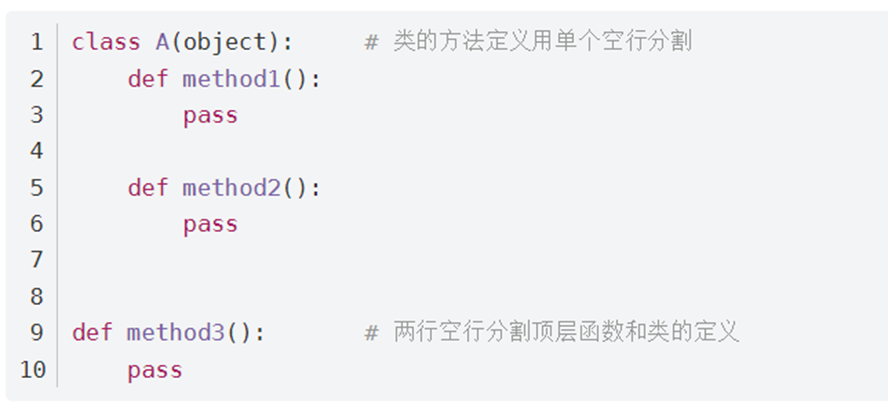 1 class A(object):     # 类的方法定义用单个空行分割
2     def method1():
3         pass
4
5     def method2():
6         pass
7
8
9 def method3():       # 两行空行分割顶层函数和类的定义
10     pass